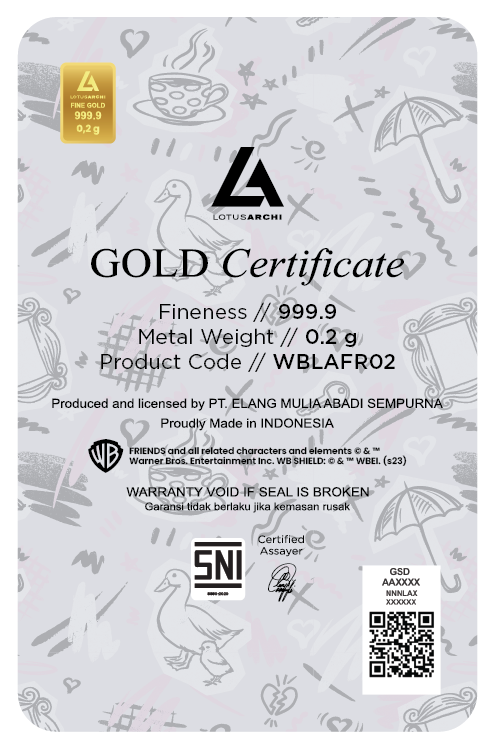 LOTUSARCHI
FINE GOLD
999.9
0,2 g
LOTUSARCHI
GOLD Certificate
Fineness // 999.9
Metal Weight // 0.2 g
Product Code // WBLAFR02
Produced and licensed by PT. ELANG MULIA ABADI SEMPURNA
Proudly Made in INDONESIA
WB
FRIENDS and all related characters and elements © & ™
Warner Bros. Entertainment Inc. WB SHIELD: © & ™ WBEI. (s23)
WARRANTY VOID IF SEAL IS BROKEN
Garansi tidak berlaku jika kemasan rusak
Certified
Assayer
SNI
GSD
AAXXXX
NNNLAX
XXXXXX